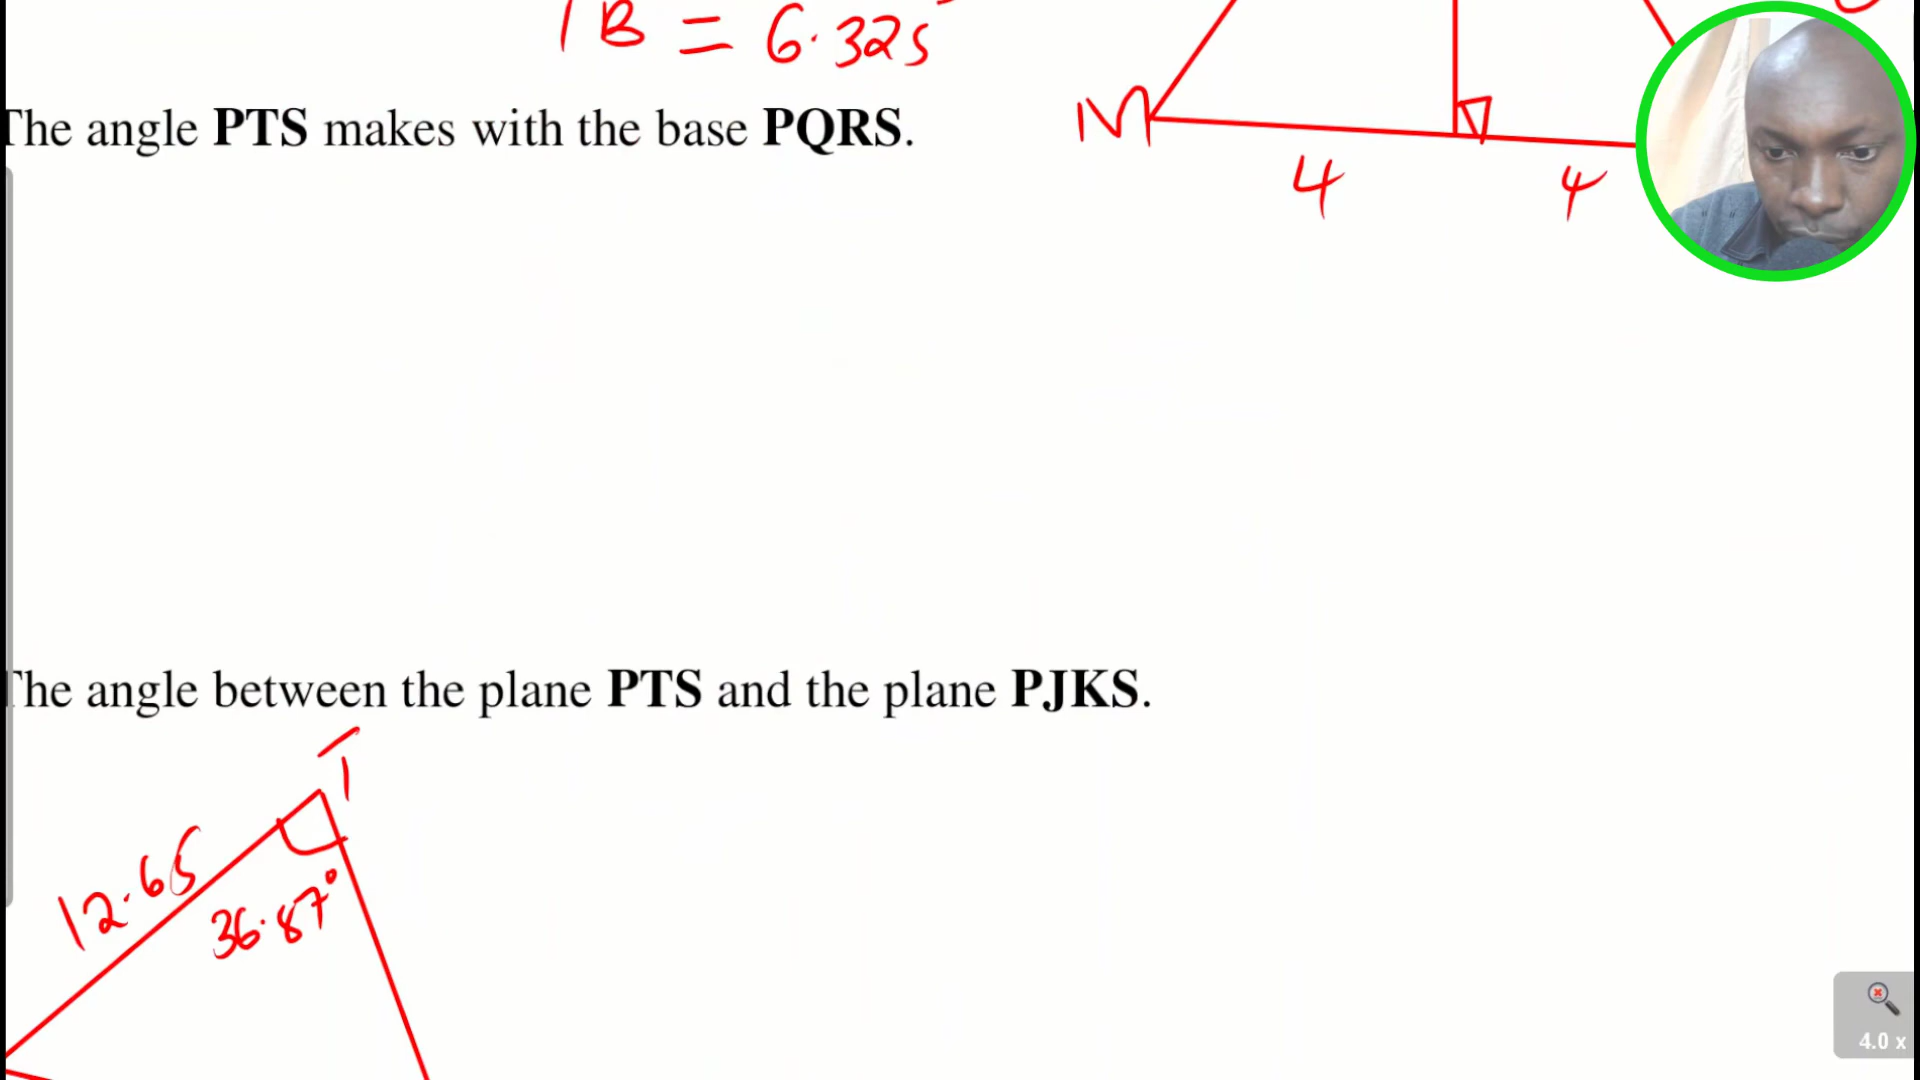 TB = 6.325
The angle PTS makes with the base PQRS.
M
4 4
The angle between the plane PTS and the plane PJKS.
T
12.65
36.87°
4.0 x